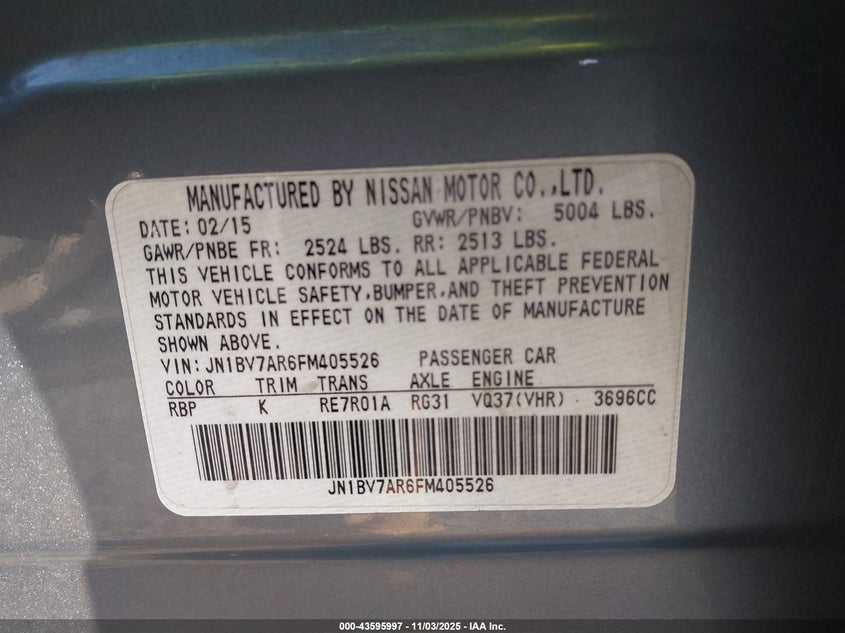 MANUFACTURED BY NISSAN MOTOR CO.,LTD.
DATE: 02/15 GVWR/PNBV: 5004 LBS.
GAWR/PNBE FR: 2524 LBS. RR: 2513 LBS.
THIS VEHICLE CONFORMS TO ALL APPLICABLE FEDERAL
MOTOR VEHICLE SAFETY,BUMPER,AND THEFT PREVENTION
STANDARDS IN EFFECT ON THE DATE OF MANUFACTURE
SHOWN ABOVE.
VIN: JN1BV7AR6FM405526 PASSENGER CAR
COLOR TRIM TRANS AXLE ENGINE
RBP K RE7R01A RG31 VQ37(VHR) 3696CC
JN1BV7AR6FM405526
000-43595997 - 11/03/2025 - IAA Inc.